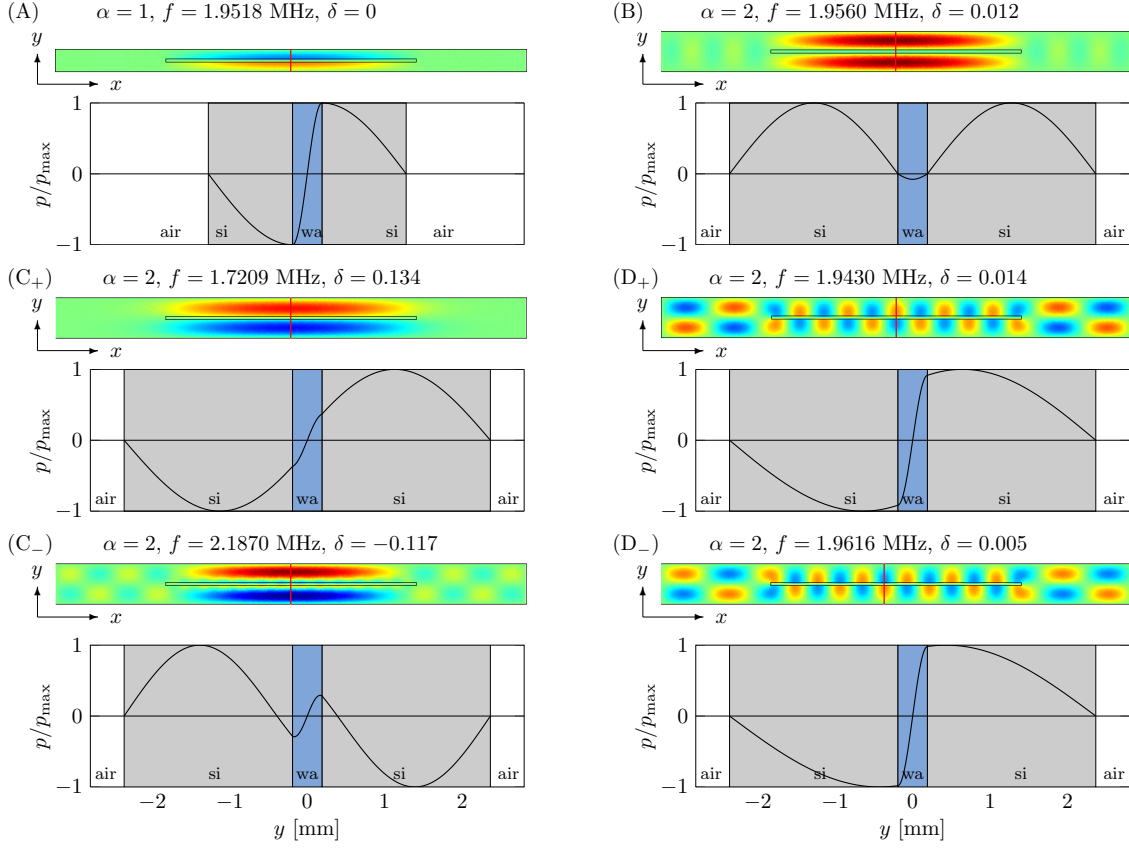 (A) α = 1, f = 1.9518 MHz, δ = 0
y
x
1
0
−1
p/pmax
air si wa si air
(B) α = 2, f = 1.9560 MHz, δ = 0.012
y
x
1
0
−1
p/pmax
air si wa si air
(C+) α = 2, f = 1.7209 MHz, δ = 0.134
y
x
1
0
−1
p/pmax
air si wa si air
(D+) α = 2, f = 1.9430 MHz, δ = 0.014
y
x
1
0
−1
p/pmax
air si wa si air
(C−) α = 2, f = 2.1870 MHz, δ = −0.117
y
x
1
0
−1
p/pmax
air si wa si air
−2 −1 0 1 2
y [mm]
(D−) α = 2, f = 1.9616 MHz, δ = 0.005
y
x
1
0
−1
p/pmax
air si wa si air
−2 −1 0 1 2
y [mm]